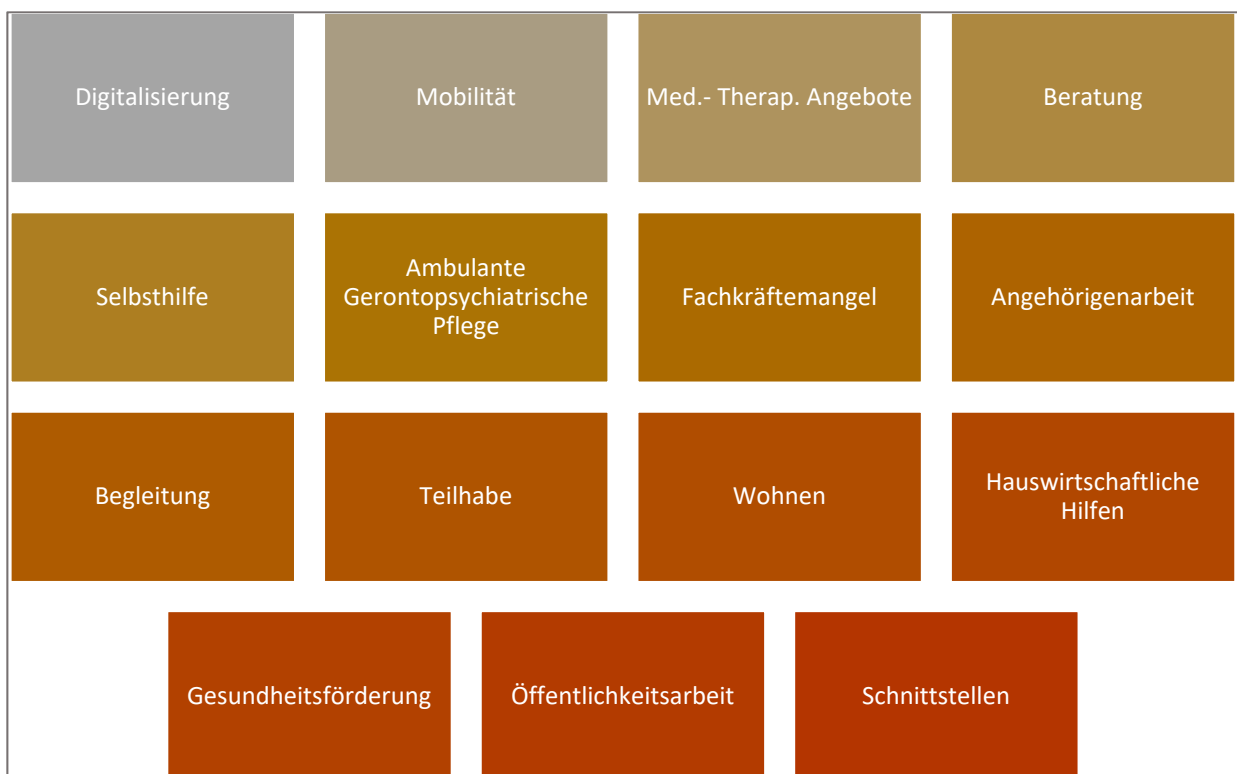 Digitalisierung
Mobilität
Med.- Therap. Angebote
Beratung
Selbsthilfe
Ambulante
Gerontopsychiatrische
Pflege
Fachkräftemangel
Angehörigenarbeit
Begleitung
Teilhabe
Wohnen
Hauswirtschaftliche
Hilfen
Gesundheitsförderung
Öffentlichkeitsarbeit
Schnittstellen